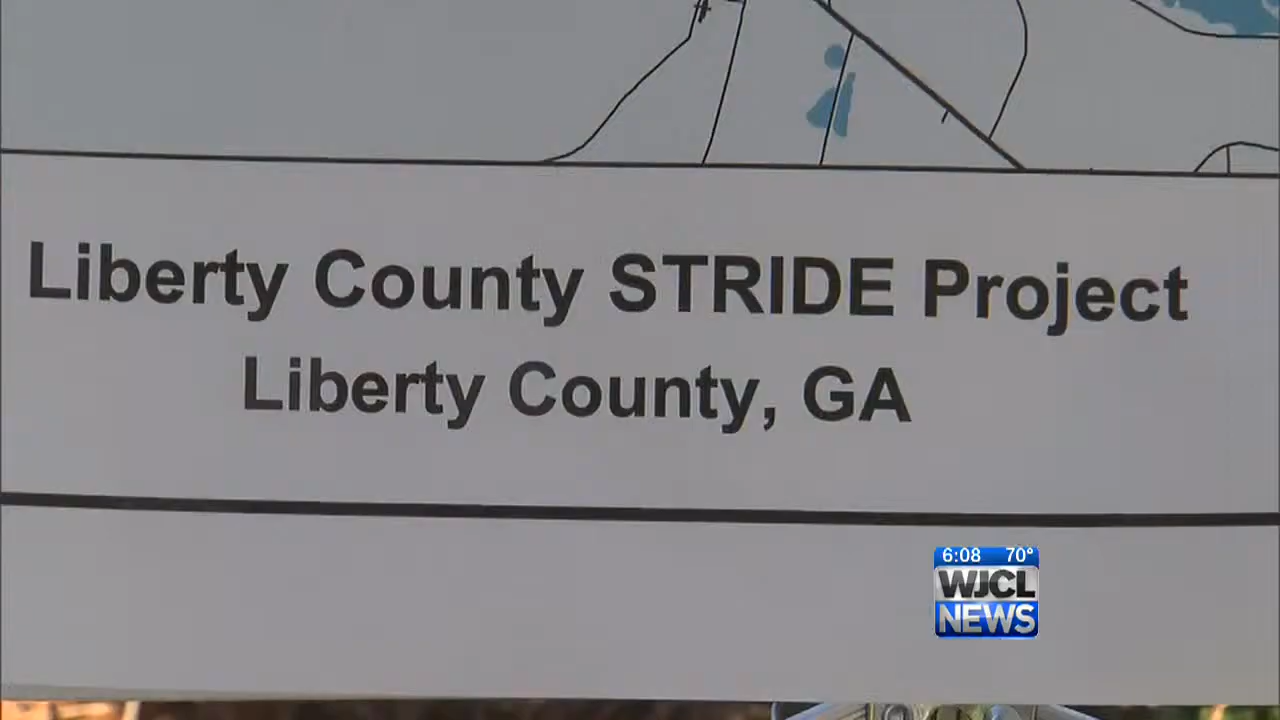 Liberty County STRIDE Project
Liberty County, GA
6:08 70°
WJCL
NEWS